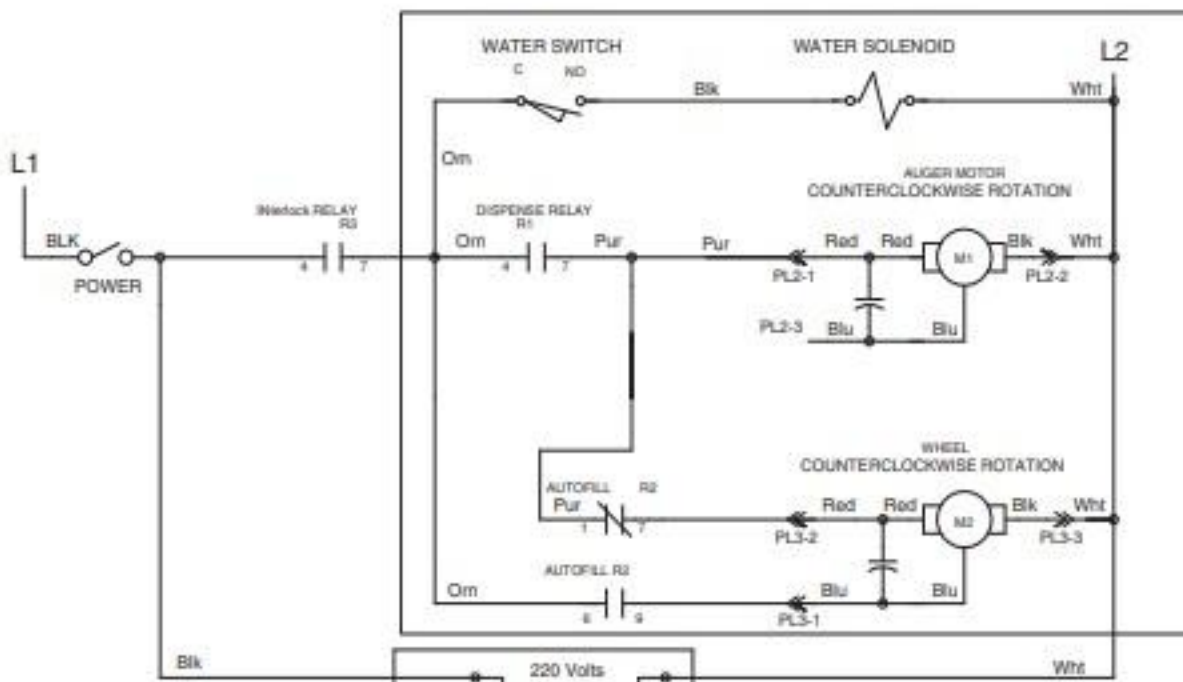 WATER SWITCH
WATER SOLENOID
L2
C
NO
Blk
Wht
L1
Orn
AUGER MOTOR
COUNTERCLOCKWISE ROTATION
INterlock RELAY
R3
DISPENSE RELAY
R1
BLK
Orn
Pur
Pur
Red
Red
M1
Blk
Wht
4
7
4
7
POWER
PL2-1
PL2-2
PL2-3
Blu
Blu
WHEEL
COUNTERCLOCKWISE ROTATION
AUTOFILL
R2
Pur
Red
Red
M2
Blk
Wht
1
7
PL3-2
PL3-3
AUTOFILL R2
Orn
Blu
Blu
6
9
PL3-1
Blk
220 Volts
Wht